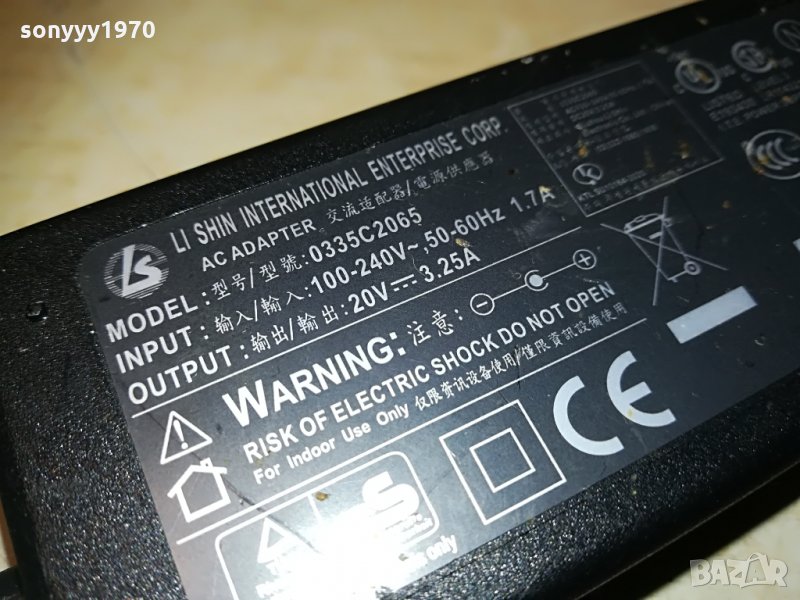 sonyyy1970
LS
LI SHIN INTERNATIONAL ENTERPRISE CORP.
AC ADAPTER 交流适配器/電源供應器
MODEL: 型号/型號: 0335C2065
INPUT: 输入/輸入: 100-240V~, 50-60Hz 1.7A
OUTPUT: 输出/輸出: 20V⎓3.25A
WARNING: 注意:
RISK OF ELECTRIC SHOCK DO NOT OPEN
For Indoor Use Only 仅限资讯设备使用/僅限資訊設備使用
CE
S
only
BAZAR